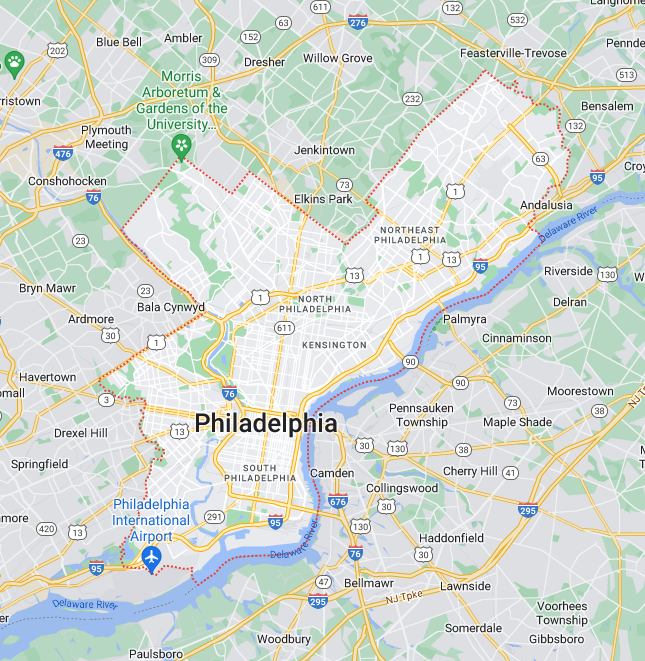 611
132
Langhorne
276
63
532
Blue Bell
Ambler
152
202
Penndel
309
Willow Grove
Feasterville-Trevose
Dresher
513
Morris
Arboretum &
Gardens of the
University...
232
rristown
Bensalem
132
Plymouth
Meeting
476
Jenkintown
63
Conshohocken
76
73
1
95
Elkins Park
Andalusia
Delaware River
NORTHEAST
PHILADELPHIA
23
1
13
95
Riverside
130
13
Bryn Mawr
23
1
NORTH
PHILADELPHIA
Delran
Bala Cynwyd
Ardmore
611
Palmyra
30
1
Cinnaminson
KENSINGTON
90
Havertown
90
76
Moorestown
3
73
38
Pennsauken
Township
Maple Shade
Philadelphia
13
Drexel Hill
30
130
38
Springfield
SOUTH
PHILADELPHIA
Camden
Cherry Hill
41
Collingswood
676
Philadelphia
International
Airport
291
30
295
95
130
420
13
Haddonfield
Delaware River
76
30
95
47
Bellmawr
Lawnside
NJ Tpke
295
Delaware River
Voorhees
Township
Somerdale
Gibbsboro
Woodbury
Paulsboro